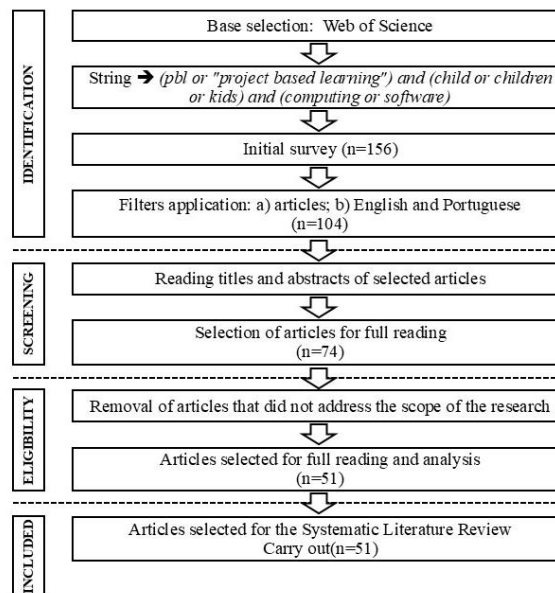 IDENTIFICATION
Base selection: Web of Science
String ➔ (pbl or "project based learning") and (child or children
or kids) and (computing or software)
Initial survey (n=156)
Filters application: a) articles; b) English and Portuguese
(n=104)
SCREENING
Reading titles and abstracts of selected articles
Selection of articles for full reading
(n=74)
ELIGIBILITY
Removal of articles that did not address the scope of the research
Articles selected for full reading and analysis
(n=51)
INCLUDED
Articles selected for the Systematic Literature Review
Carry out(n=51)